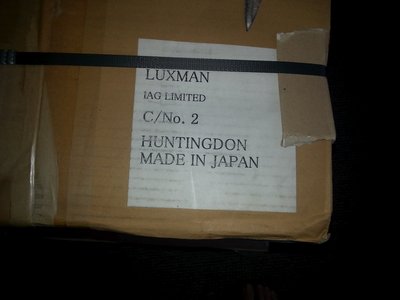 LUXMAN
IAG LIMITED
C/No. 2
HUNTINGDON
MADE IN JAPAN